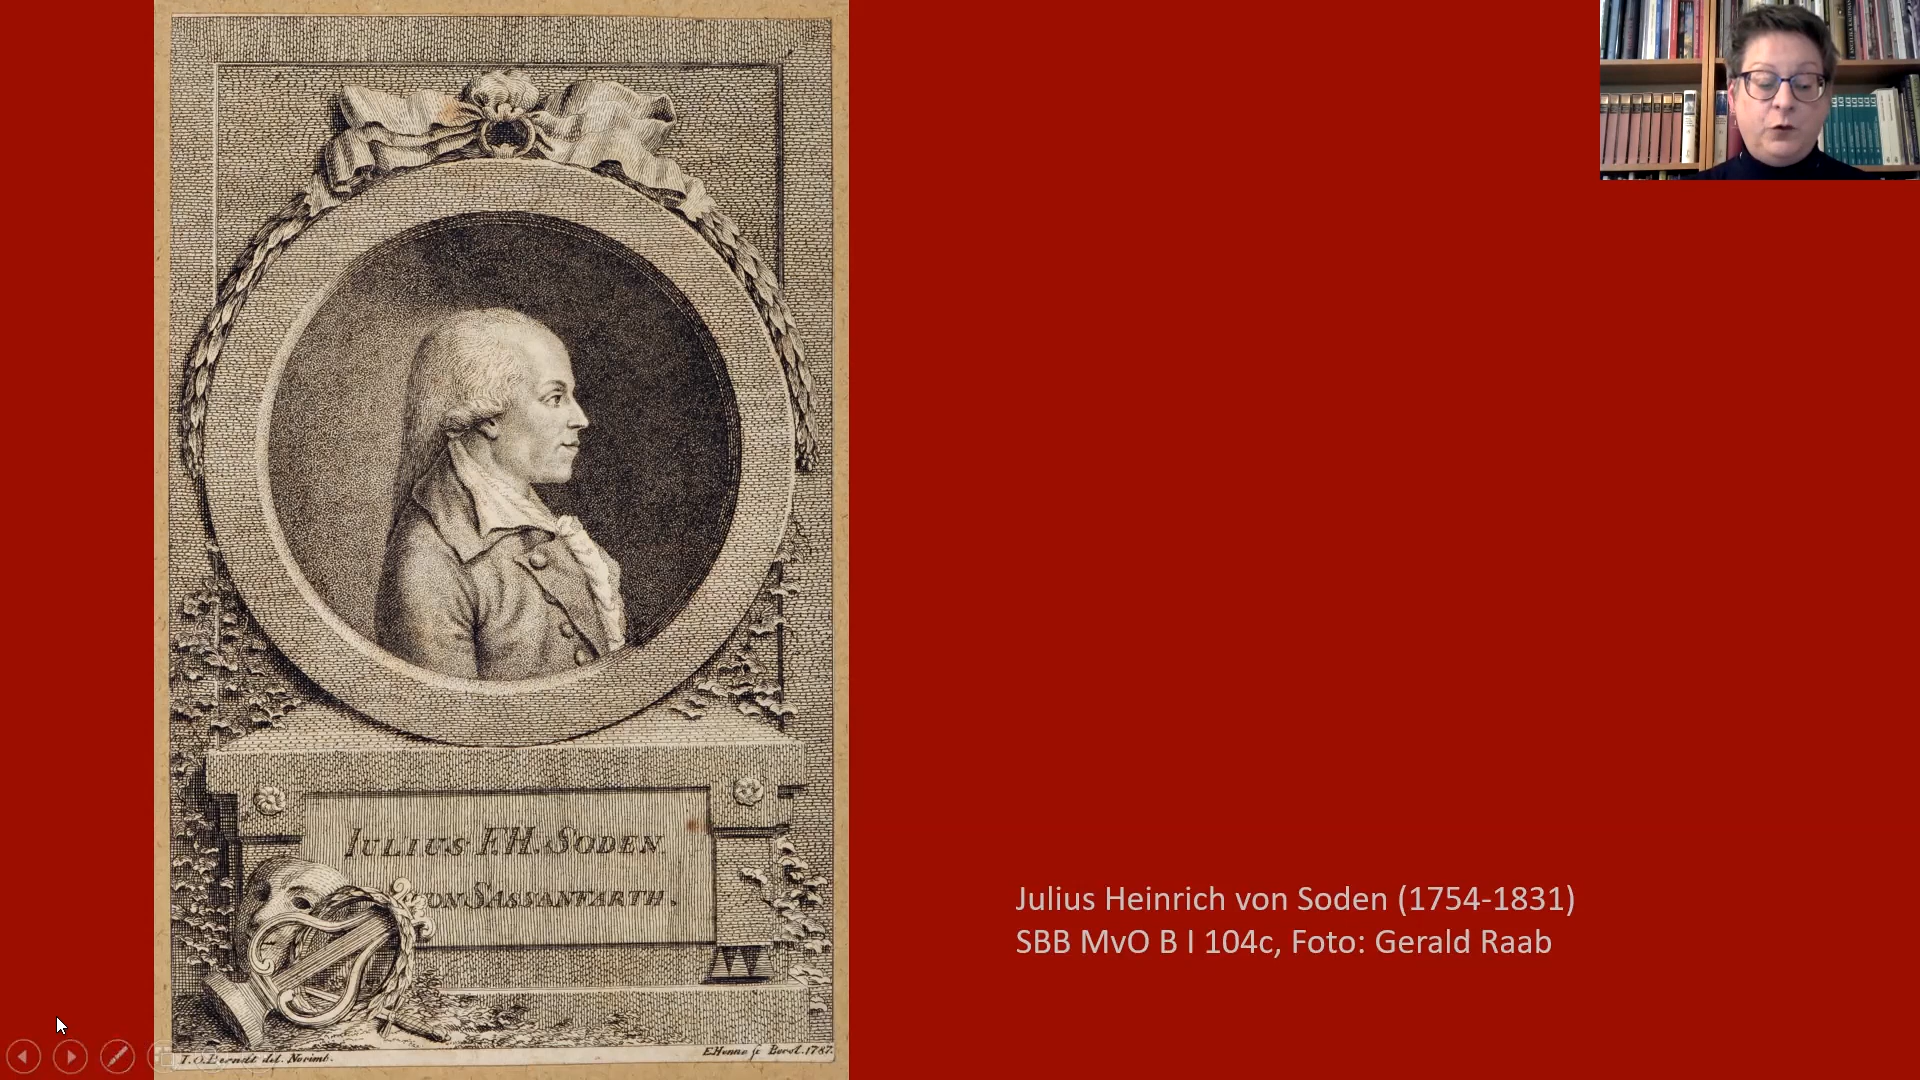 IULIUS F.H. SODEN.
VON SASSANFARTH.
I.O. Berndt del. Norimb.
E.Henne sc Berol. 1787.
Julius Heinrich von Soden (1754-1831)
SBB MvO B I 104c, Foto: Gerald Raab